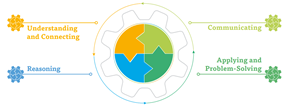 Understanding
and Connecting
Communicating
Reasoning
Applying and
Problem-Solving